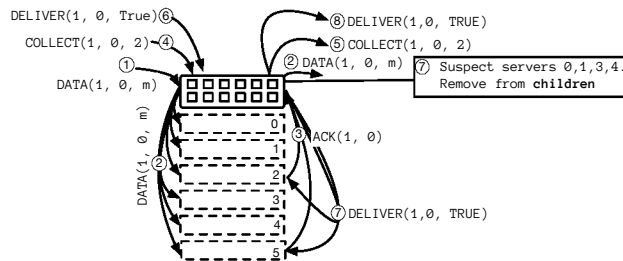 DELIVER(1, 0, True)⑥
COLLECT(1, 0, 2)④
①
DATA(1, 0, m)
⑧DELIVER(1,0, TRUE)
⑤COLLECT(1, 0, 2)
②DATA(1, 0, m)
⑦ Suspect servers 0,1,3,4.
Remove from children
DATA(1, 0, m)
②
0
1
2
3
4
5
③ACK(1, 0)
⑦DELIVER(1,0, TRUE)